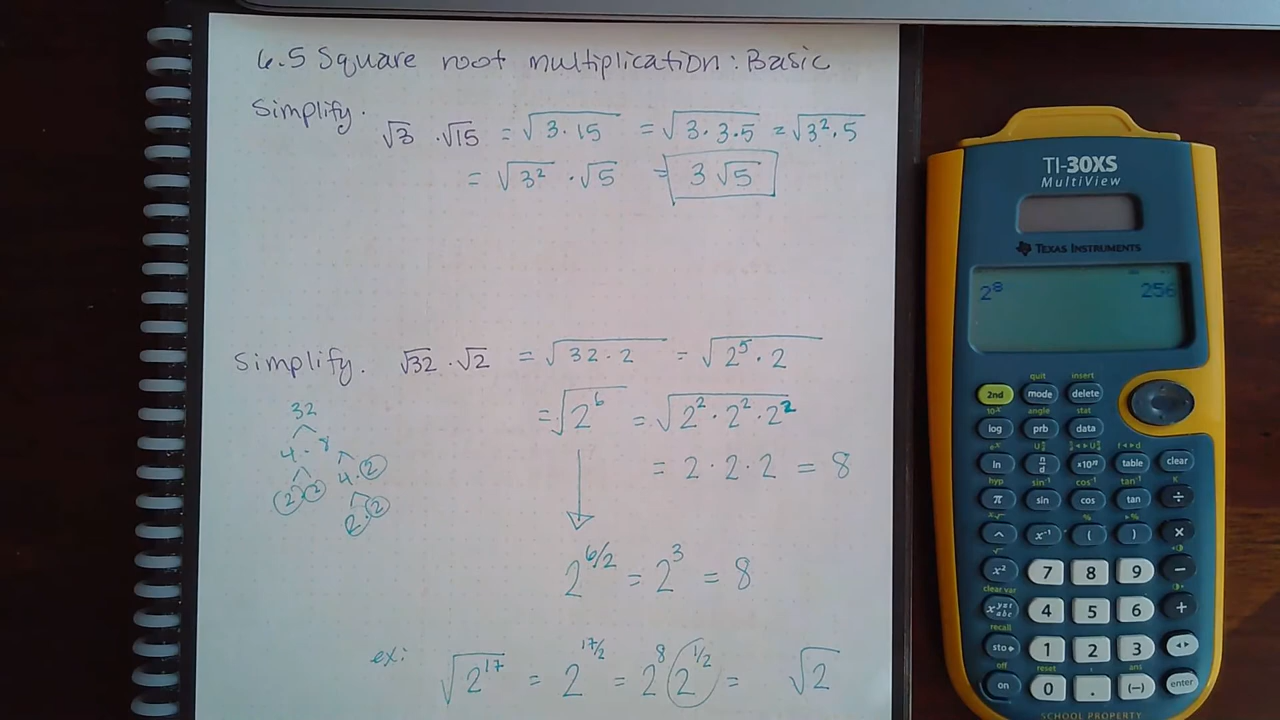 6.5 Square root multiplication: Basic
Simplify.
√3 · √15 = √(3·15) = √(3·3·5) = √(3²·5)
= √3² · √5 = 3√5
Simplify. √32 · √2 = √(32·2) = √(2⁵·2)
= √2⁶ = √(2²·2²·2²)
= 2·2·2 = 8
32
4 · 8
2 2 4 · 2
2 · 2
2^(6/2) = 2³ = 8
ex: √2¹⁷ = 2^(17/2) = 2⁸ 2^(1/2) = √2
TI-30XS
MultiView
TEXAS INSTRUMENTS
2⁸ 256
quit insert
2nd mode delete
10ˣ angle stat
log prb data
eˣ f◄►d
ln n/d ×10ⁿ table clear
hyp sin⁻¹ cos⁻¹ tan⁻¹ K
π sin cos tan ÷
ˣ√ %
^ x⁻¹ ( ) ×
√
x² 7 8 9 −
clear var
x y z t a b c 4 5 6 +
recall
sto► 1 2 3 ◄►
off reset ans
on 0 . (−) enter
SCHOOL PROPERTY